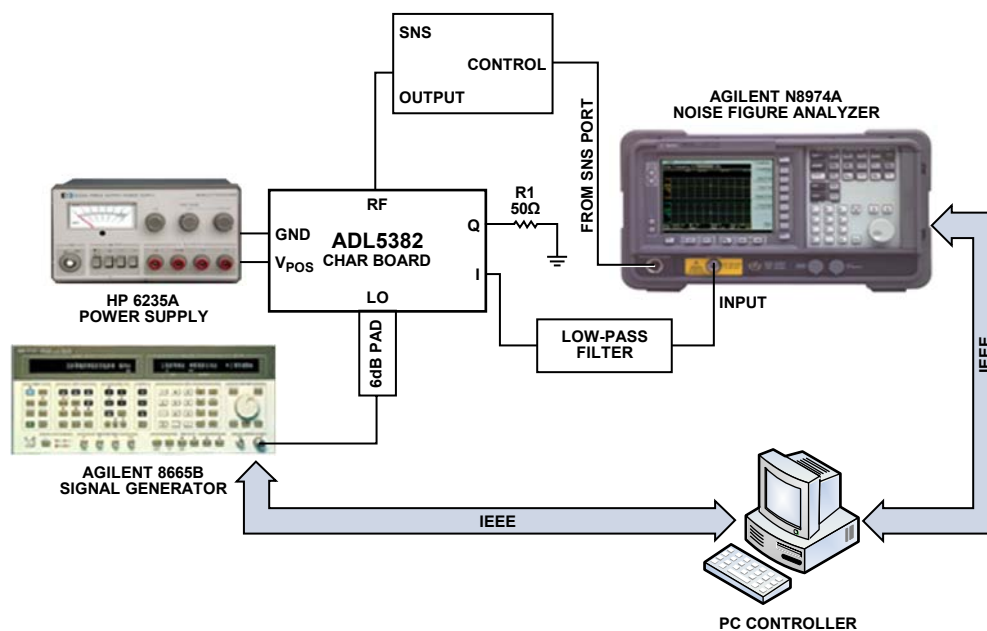 SNS
CONTROL
OUTPUT
AGILENT N8974A
NOISE FIGURE ANALYZER
FROM SNS PORT
RF
GND
ADL5382
CHAR BOARD
VPOS
Q
I
LO
R1
50Ω
HP 6235A
POWER SUPPLY
INPUT
LOW-PASS
FILTER
6dB PAD
IEEE
AGILENT 8665B
SIGNAL GENERATOR
IEEE
PC CONTROLLER